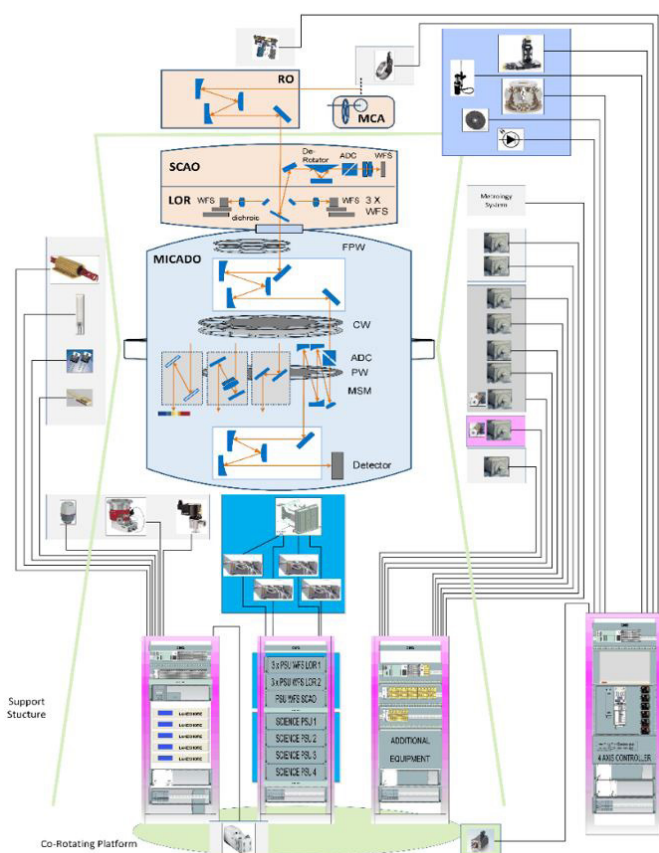 RO
MCA
SCAO
De-
Rotator
ADC
WFS
LOR
WFS
WFS
3 X
WFS
dichroic
Metrology
System
MICADO
FPW
CW
ADC
PW
MSM
Detector
3 x PSU WFS LOR 1
3 x PSU WFS LOR 2
PSU WFS SCAO
SCIENCE PSU 1
SCIENCE PSU 2
SCIENCE PSU 3
SCIENCE PSU 4
ADDITIONAL
EQUIPMENT
4-AXIS CONTROLLER
Support
Stucture
Co-Rotating Platform